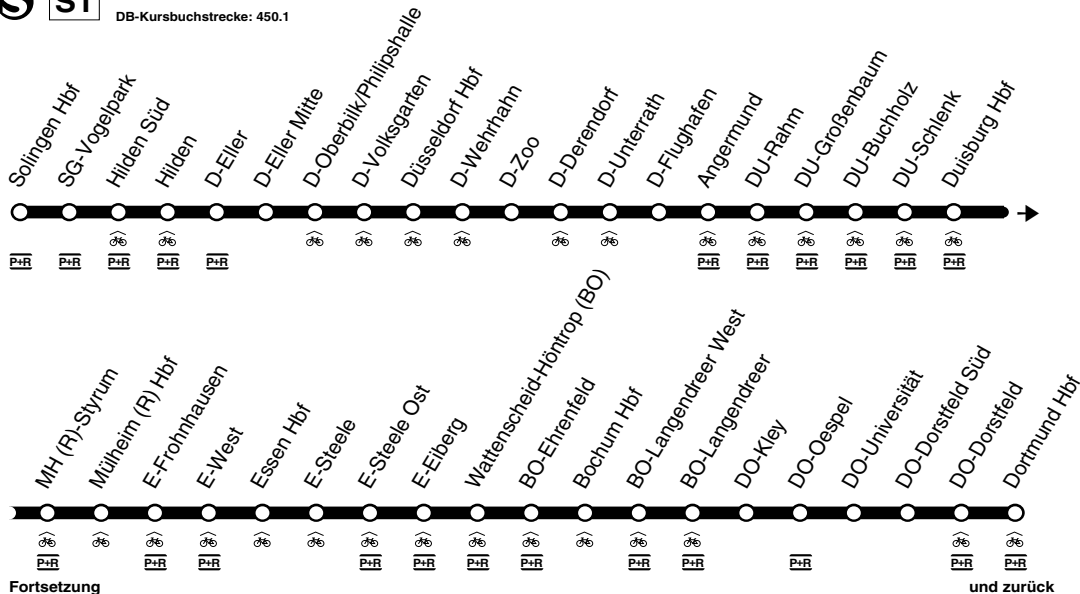 S S1
DB-Kursbuchstrecke: 450.1
Solingen Hbf
SG-Vogelpark
Hilden Süd
Hilden
D-Eller
D-Eller Mitte
D-Oberbilk/Philipshalle
D-Volksgarten
Düsseldorf Hbf
D-Wehrhahn
D-Zoo
D-Derendorf
D-Unterrath
D-Flughafen
Angermund
DU-Rahm
DU-Großenbaum
DU-Buchholz
DU-Schlenk
Duisburg Hbf
P+R P+R P+R P+R P+R P+R P+R P+R P+R P+R P+R
MH (R)-Styrum
Mülheim (R) Hbf
E-Frohnhausen
E-West
Essen Hbf
E-Steele
E-Steele Ost
E-Eiberg
Wattenscheid-Höntrop (BO)
BO-Ehrenfeld
Bochum Hbf
BO-Langendreer West
BO-Langendreer
DO-Kley
DO-Oespel
DO-Universität
DO-Dorstfeld Süd
DO-Dorstfeld
Dortmund Hbf
P+R P+R P+R P+R P+R P+R P+R P+R P+R P+R P+R P+R
Fortsetzung und zurück